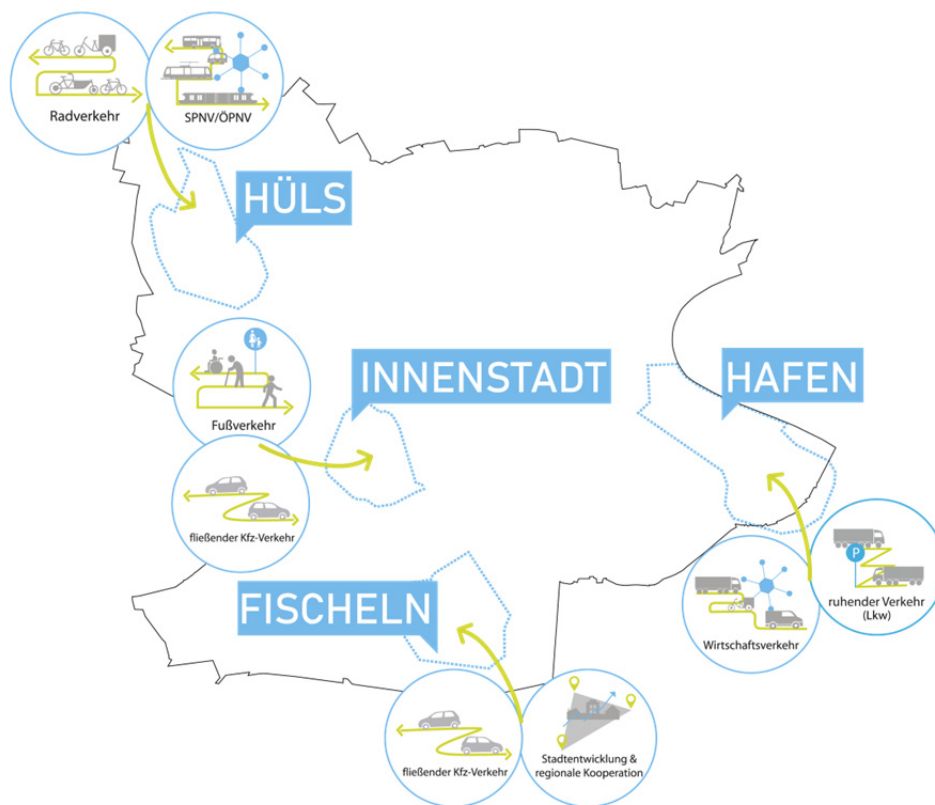 Radverkehr
SPNV/ÖPNV
HÜLS
INNENSTADT
HAFEN
Fußverkehr
fließender Kfz-Verkehr
P
ruhender Verkehr
(Lkw)
Wirtschaftsverkehr
FISCHELN
fließender Kfz-Verkehr
Stadtentwicklung &
regionale Kooperation